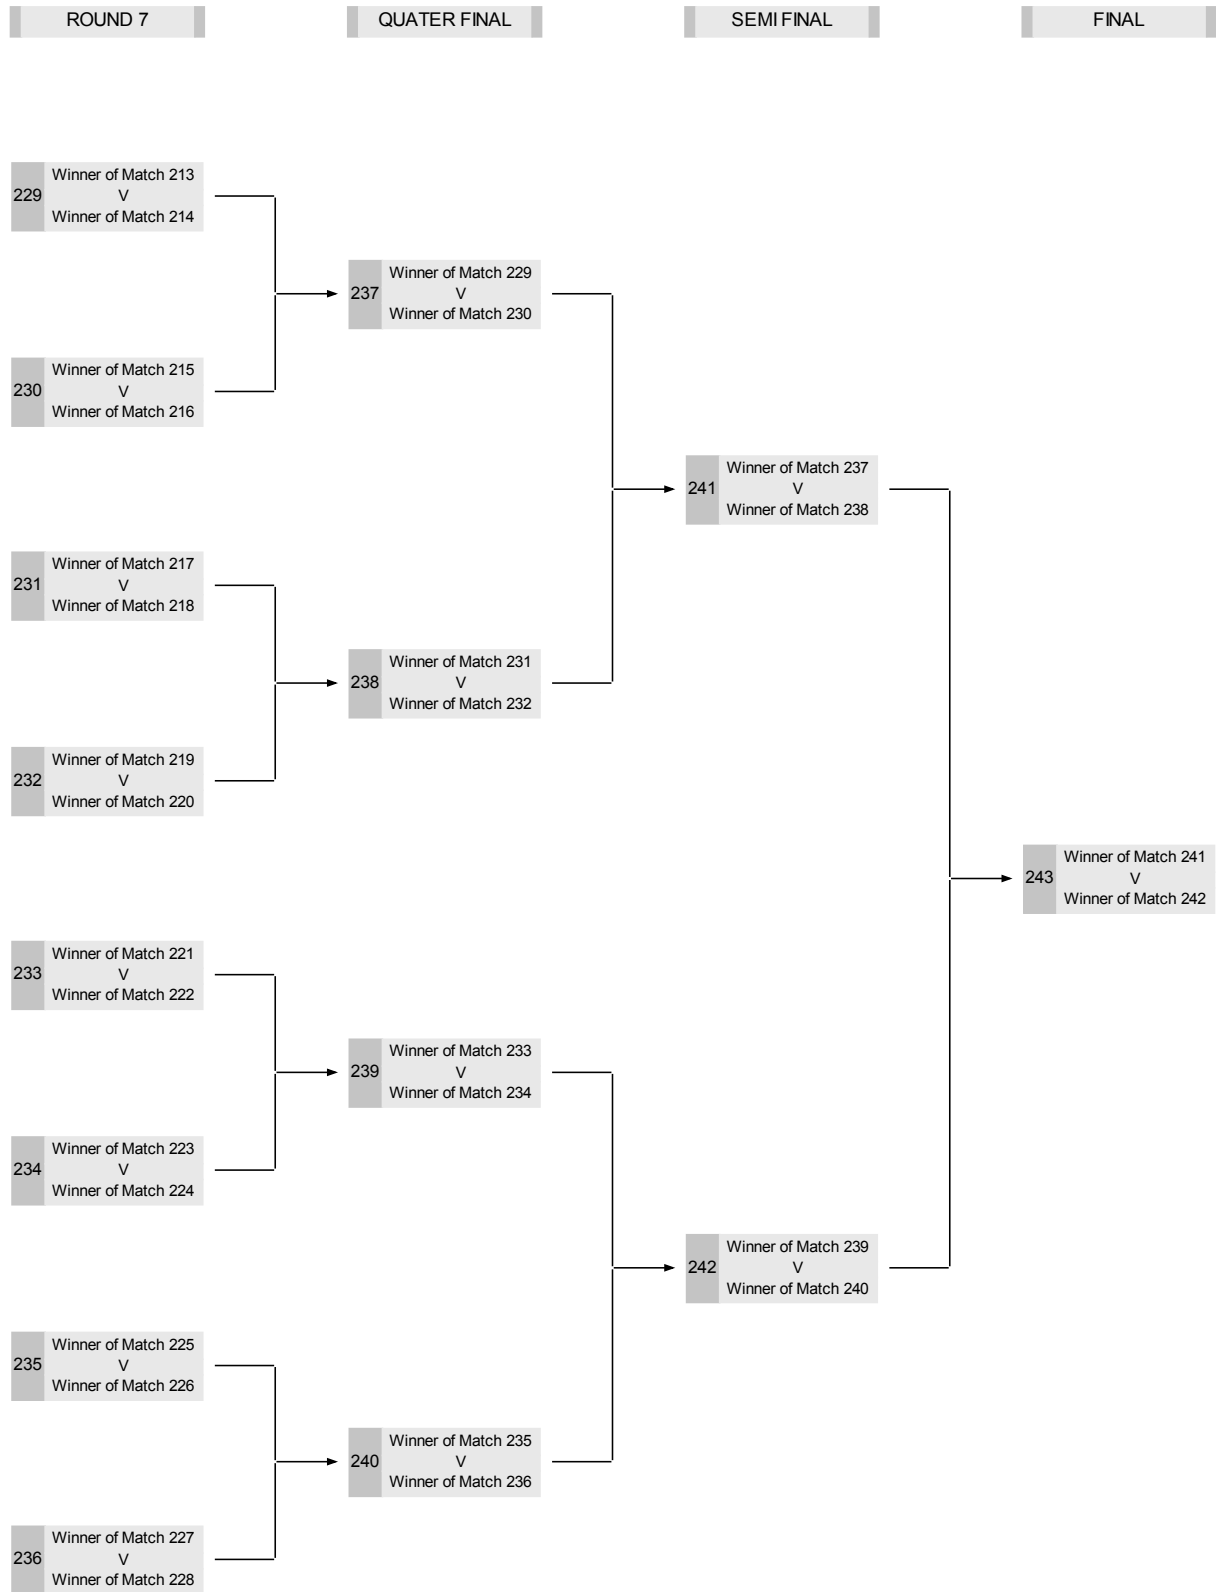 ROUND 7
QUATER FINAL
SEMI FINAL
FINAL
229
Winner of Match 213
V
Winner of Match 214
230
Winner of Match 215
V
Winner of Match 216
231
Winner of Match 217
V
Winner of Match 218
232
Winner of Match 219
V
Winner of Match 220
233
Winner of Match 221
V
Winner of Match 222
234
Winner of Match 223
V
Winner of Match 224
235
Winner of Match 225
V
Winner of Match 226
236
Winner of Match 227
V
Winner of Match 228
237
Winner of Match 229
V
Winner of Match 230
238
Winner of Match 231
V
Winner of Match 232
239
Winner of Match 233
V
Winner of Match 234
240
Winner of Match 235
V
Winner of Match 236
241
Winner of Match 237
V
Winner of Match 238
242
Winner of Match 239
V
Winner of Match 240
243
Winner of Match 241
V
Winner of Match 242